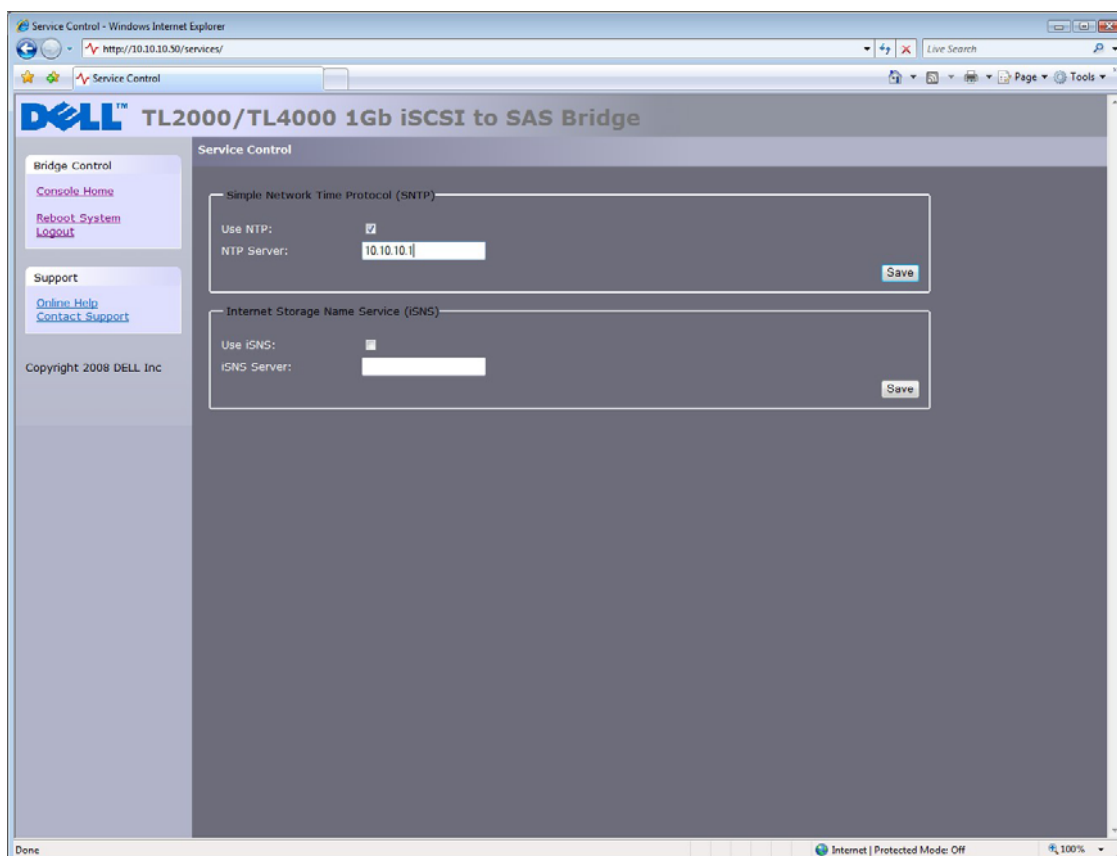 Service Control - Windows Internet Explorer
http://10.10.10.50/services/
Live Search
Service Control
Page
Tools
DELL™ TL2000/TL4000 1Gb iSCSI to SAS Bridge
Service Control
Bridge Control
Console Home
Reboot System
Logout
Support
Online Help
Contact Support
Copyright 2008 DELL Inc
Simple Network Time Protocol (SNTP)
Use NTP:
NTP Server: 10.10.10.1
Save
Internet Storage Name Service (iSNS)
Use iSNS:
iSNS Server:
Save
Done
Internet | Protected Mode: Off
100%